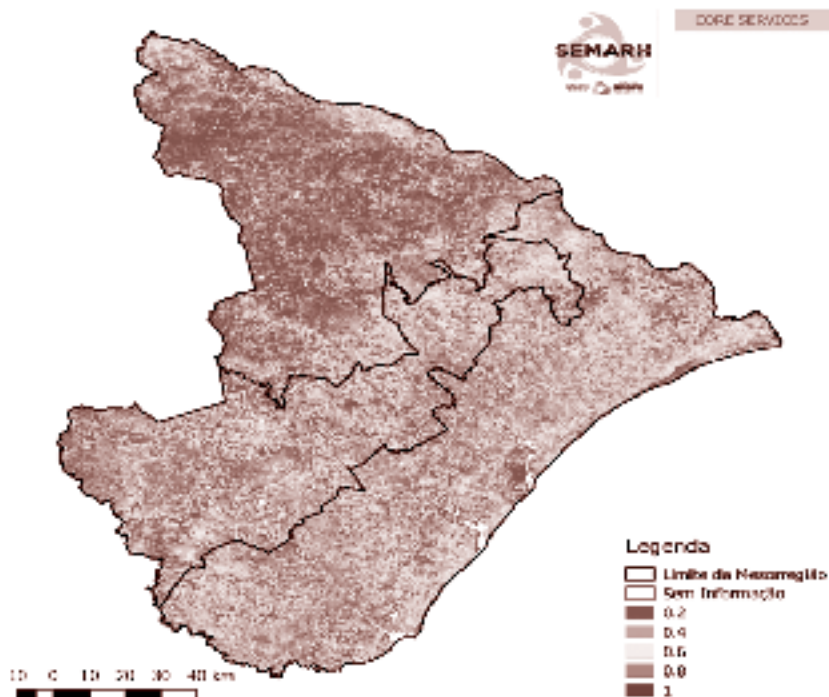 CORE SERVICES
SEMARH
Legenda
Limite da Mesorregião
Sem Informação
0.2
0.4
0.6
0.8
1
10 0 10 20 30 40 km